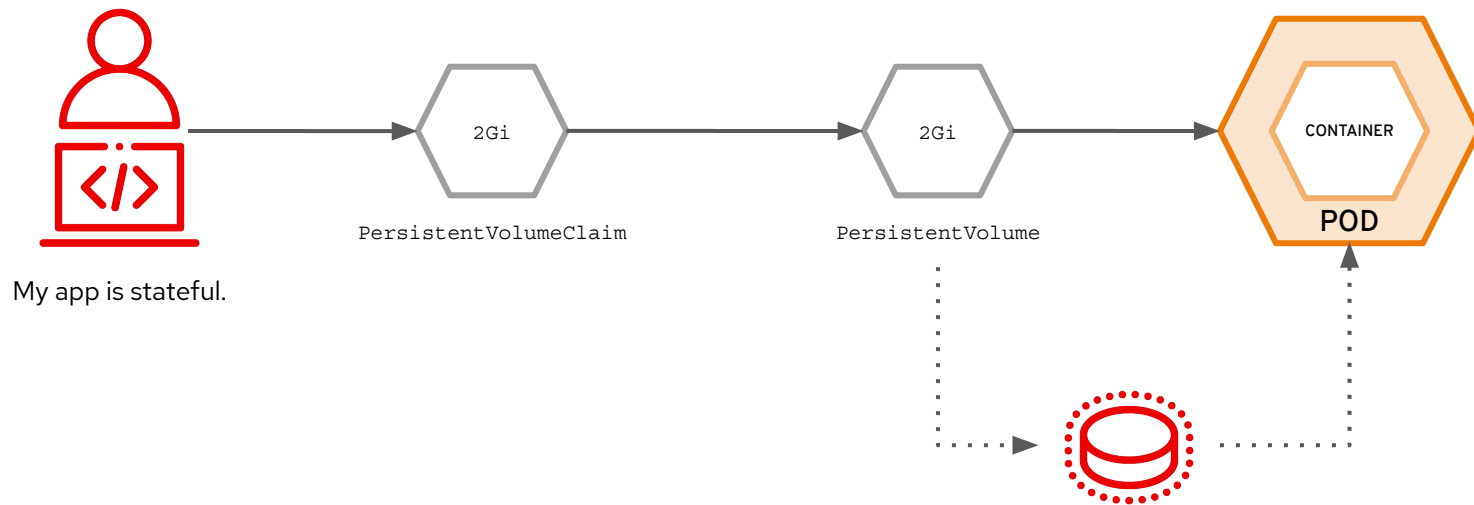 2Gi
2Gi
CONTAINER
POD
PersistentVolumeClaim
PersistentVolume
My app is stateful.